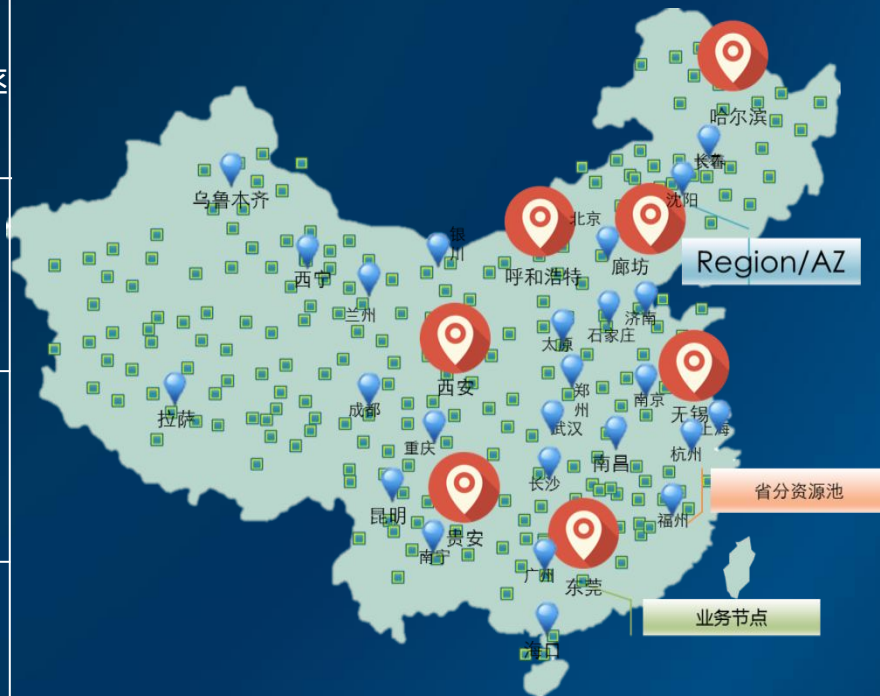 哈尔滨
长春
沈阳
乌鲁木齐
北京
银
川
Region/AZ
廊坊
西宁
呼和浩特
兰州
济南
石家庄
太原
西安
郑
州
南京
拉萨
成都
无锡
上海
武汉
重庆
杭州
南昌
长沙
省分资源池
昆明
福州
贵安
南宁
广州
东莞
业务节点
海口